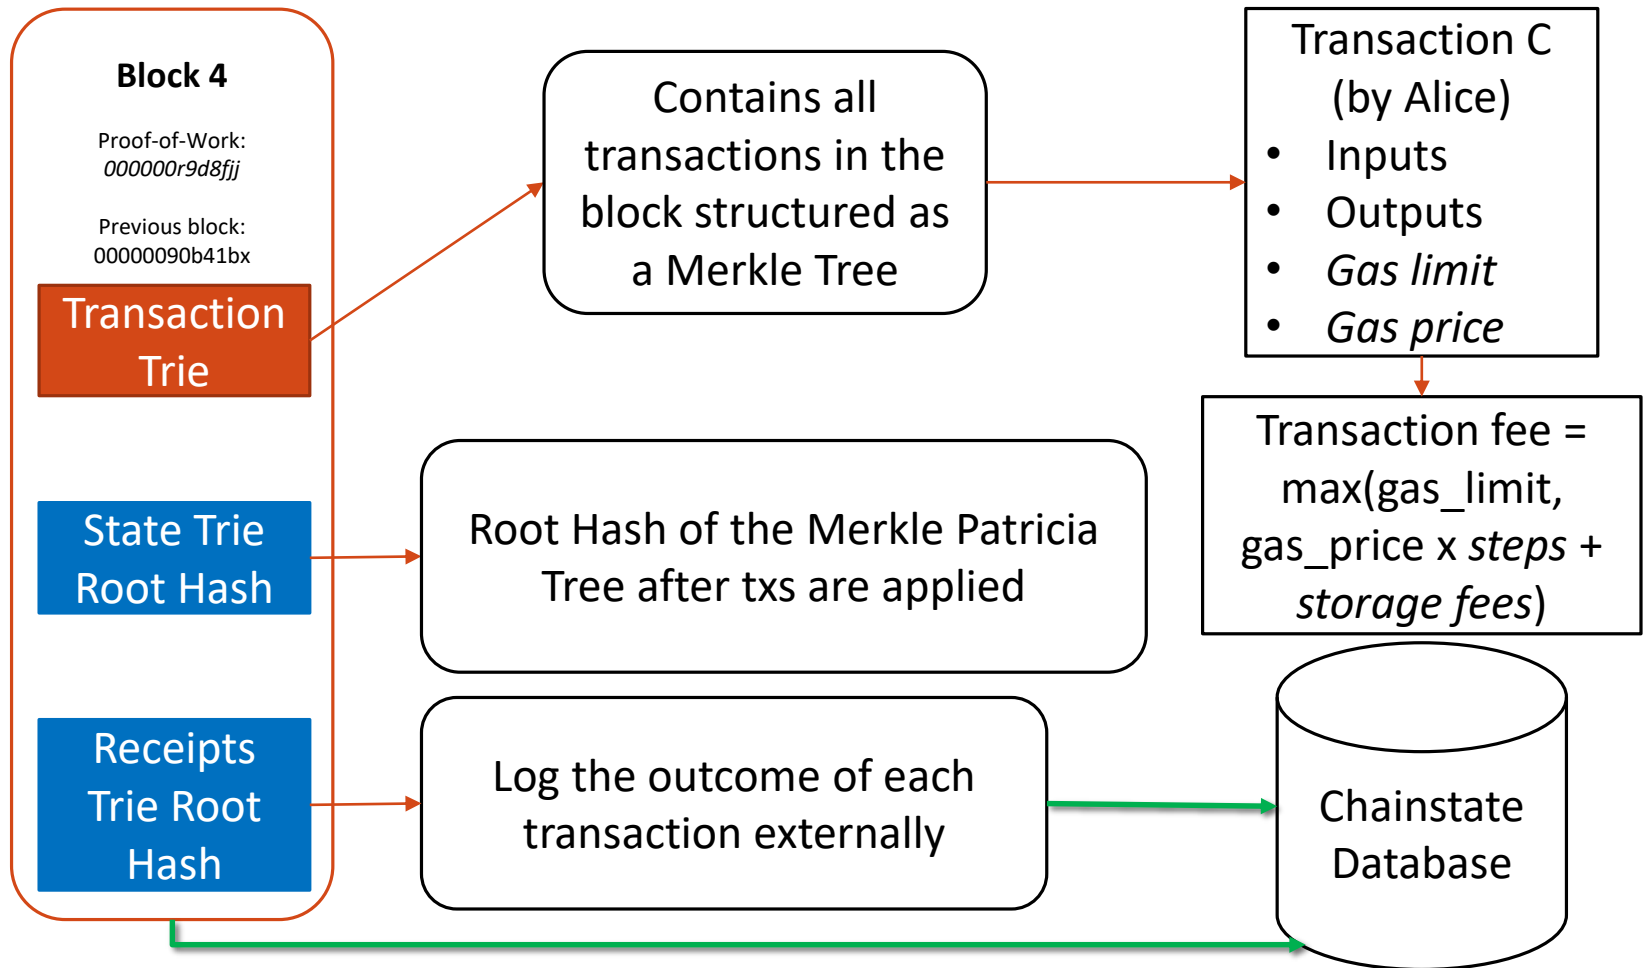 Block 4
Proof-of-Work:
000000r9d8fjj
Previous block:
00000090b41bx
Transaction
Trie
State Trie
Root Hash
Receipts
Trie Root
Hash
Contains all
transactions in the
block structured as
a Merkle Tree
Root Hash of the Merkle Patricia
Tree after txs are applied
Log the outcome of each
transaction externally
Transaction C
(by Alice)
• Inputs
• Outputs
• Gas limit
• Gas price
Transaction fee =
max(gas_limit,
gas_price x steps +
storage fees)
Chainstate
Database